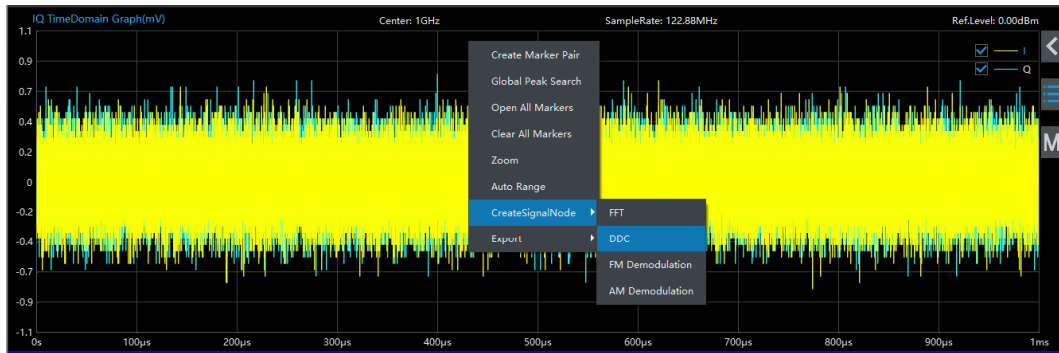 IQ TimeDomain Graph(mV) Center: 1GHz SampleRate: 122.88MHz Ref.Level: 0.00dBm
1.1
0.9
0.7
0.4
0.2
0
-0.2
-0.4
-0.7
-0.9
-1.1
I
Q
M
Create Marker Pair
Global Peak Search
Open All Markers
Clear All Markers
Zoom
Auto Range
CreateSignalNode
Export
FFT
DDC
FM Demodulation
AM Demodulation
0s 100μs 200μs 300μs 400μs 500μs 600μs 700μs 800μs 900μs 1ms